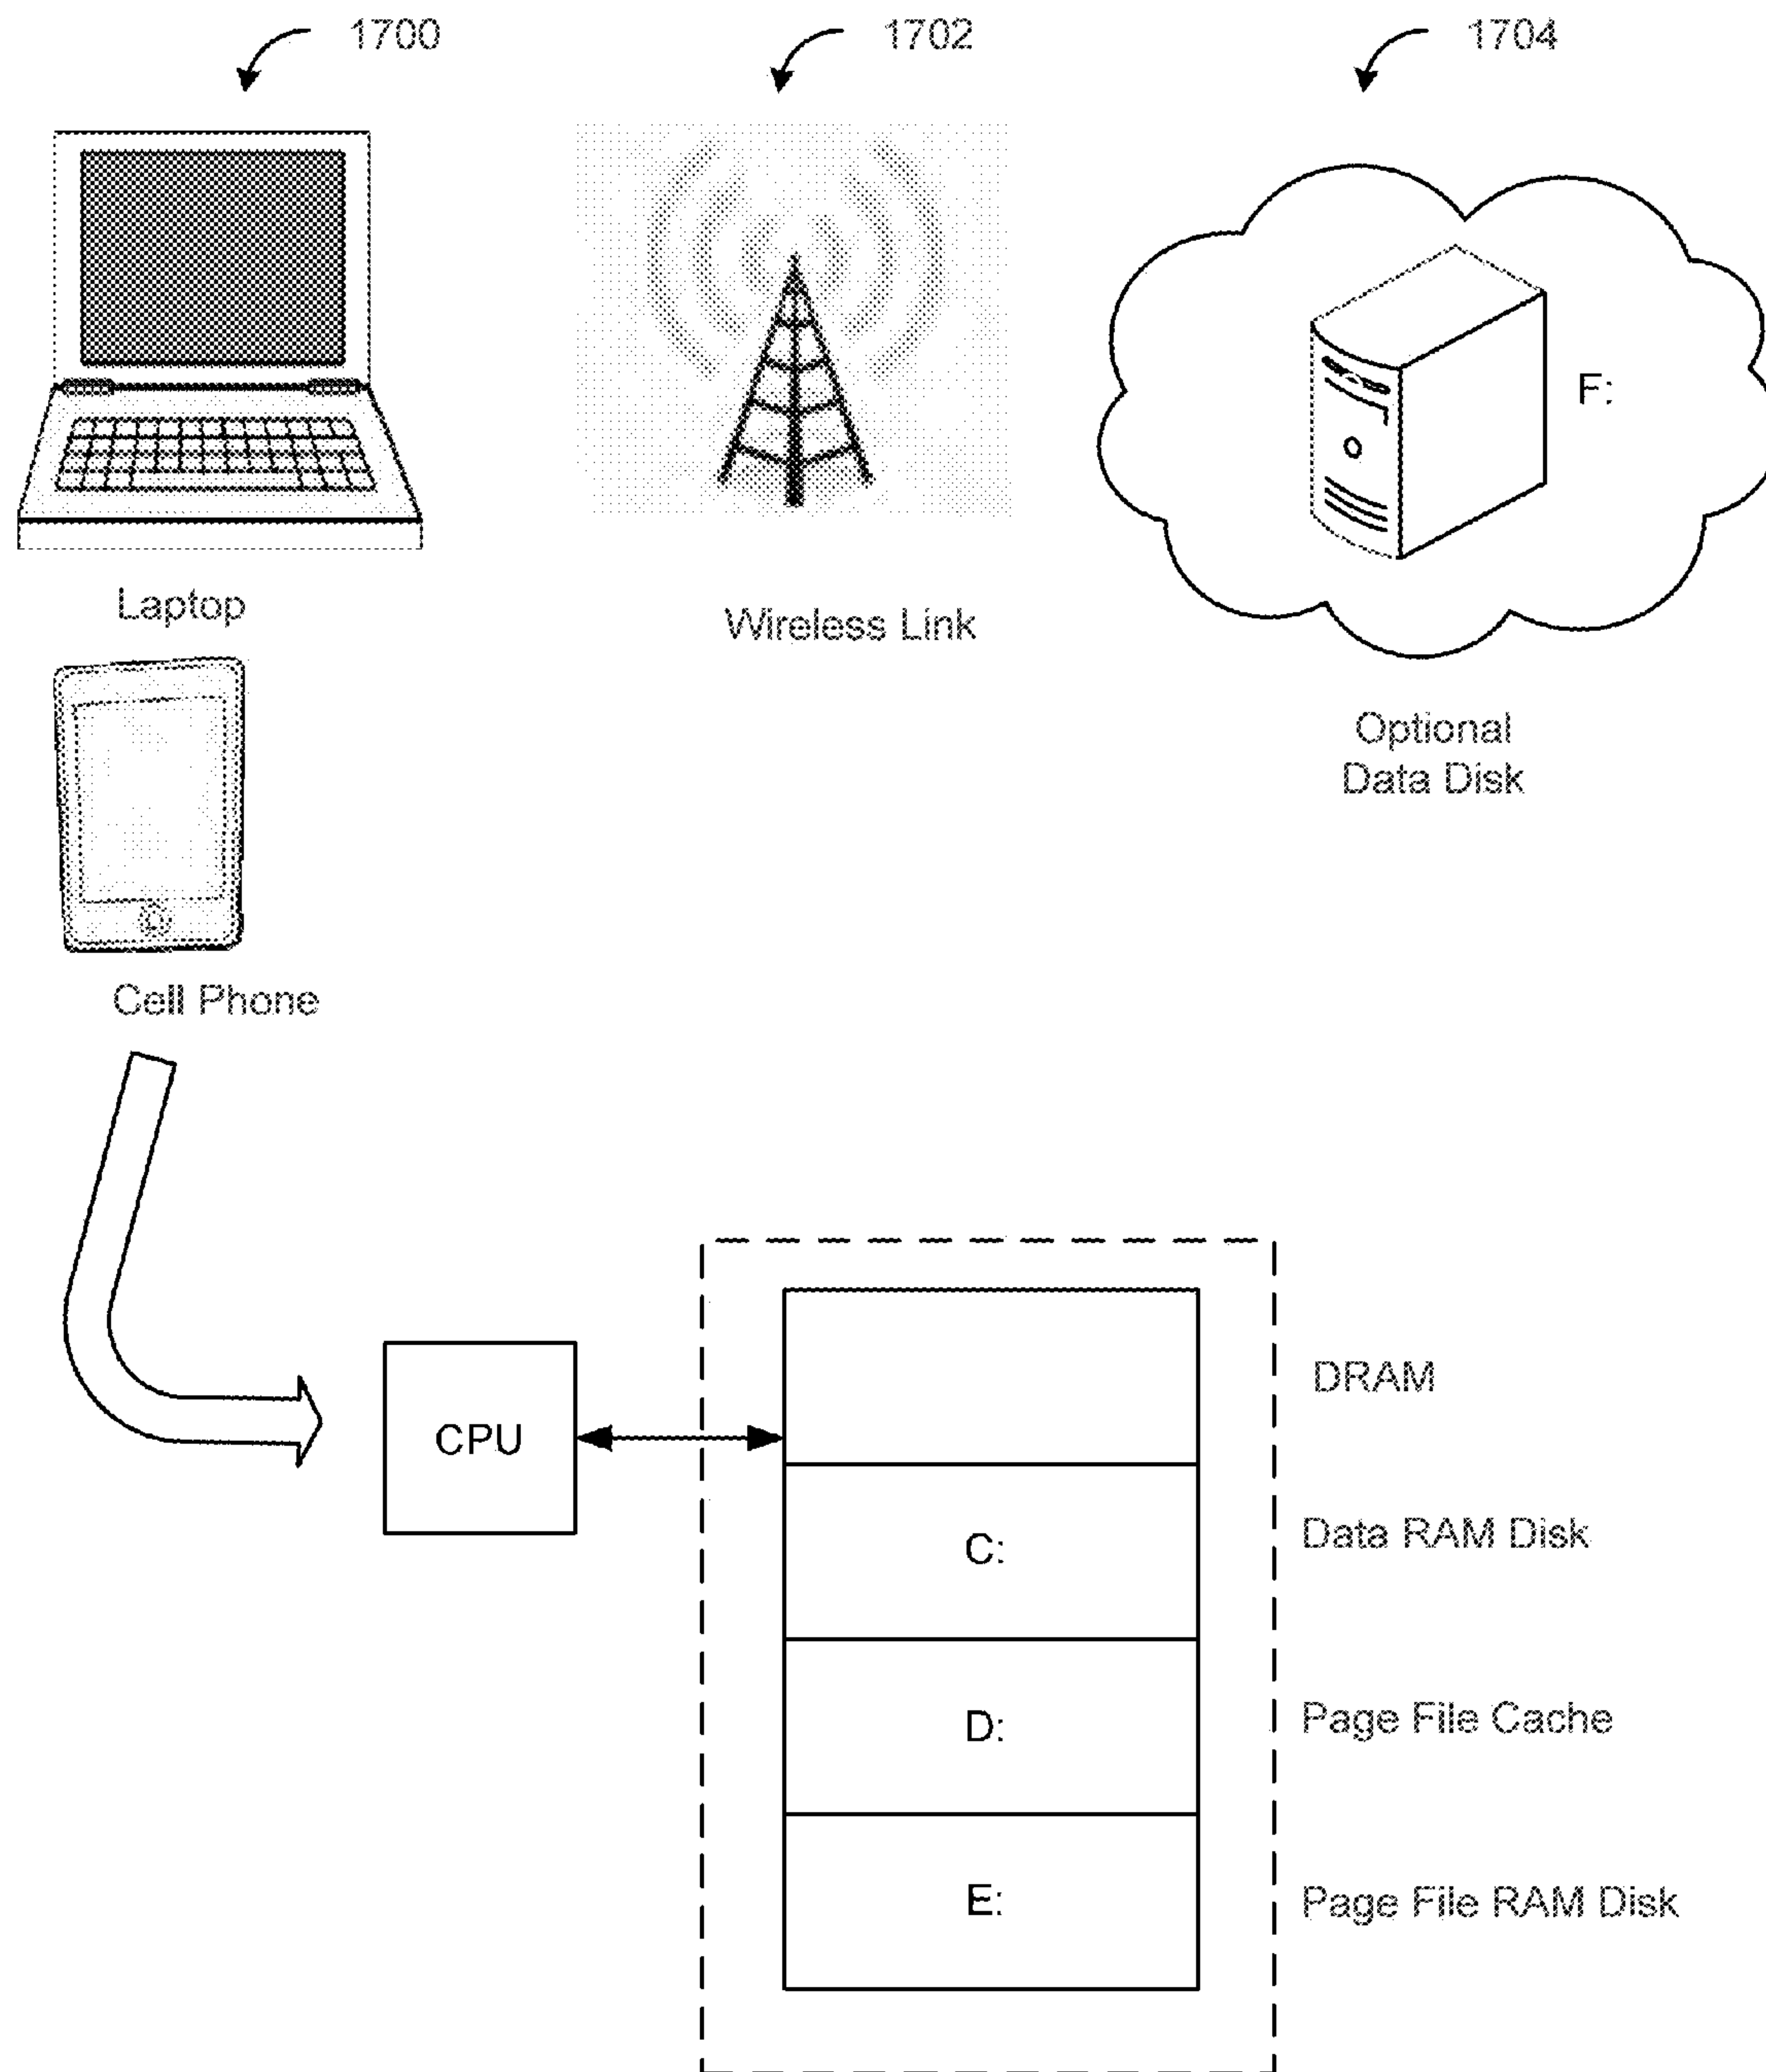 1700
1702
1704
F:
Laptop
Wireless Link
Optional
Data Disk
Cell Phone
CPU
DRAM
C:
Data RAM Disk
D:
Page File Cache
E:
Page File RAM Disk